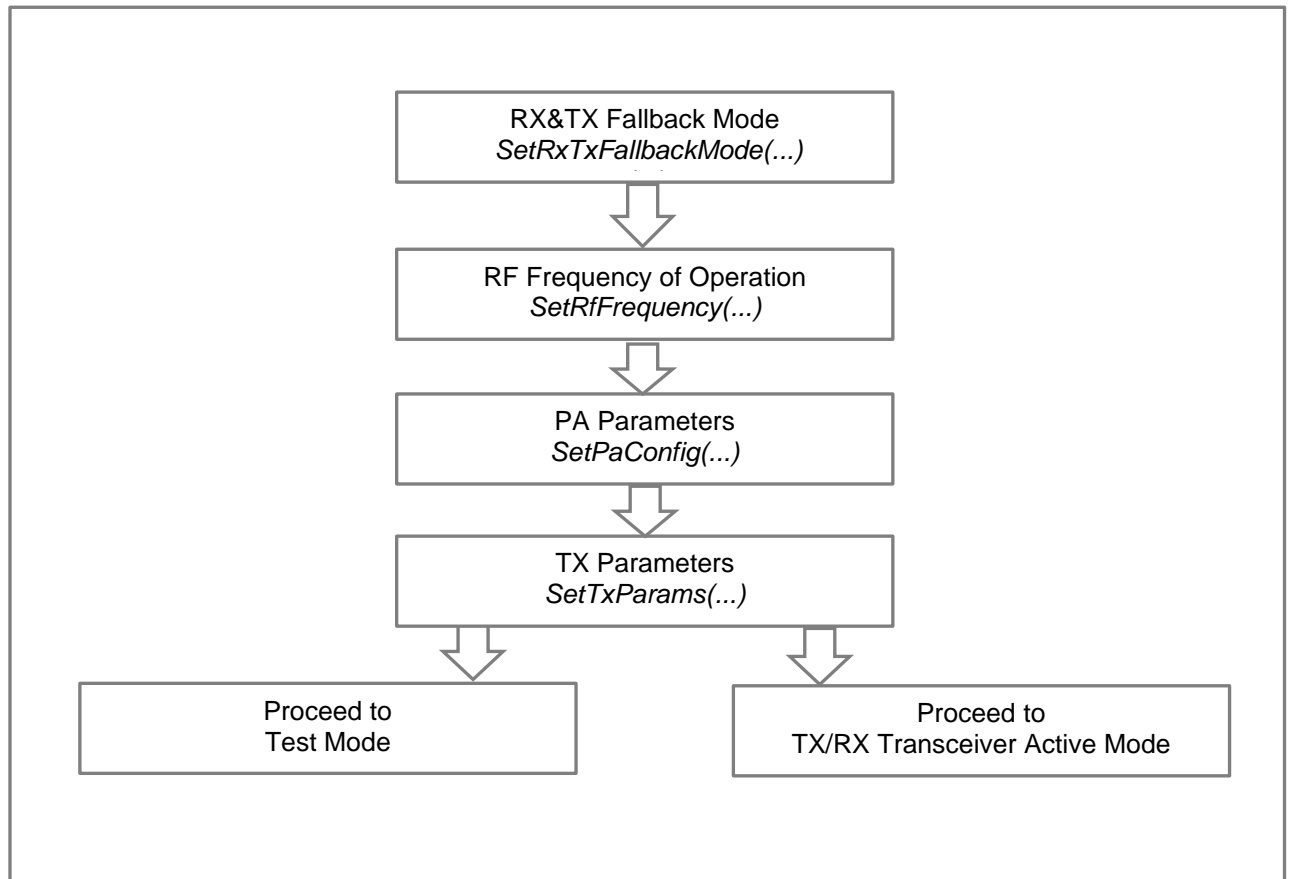 RX&TX Fallback Mode
SetRxTxFallbackMode(...)
RF Frequency of Operation
SetRfFrequency(...)
PA Parameters
SetPaConfig(...)
TX Parameters
SetTxParams(...)
Proceed to
Test Mode
Proceed to
TX/RX Transceiver Active Mode